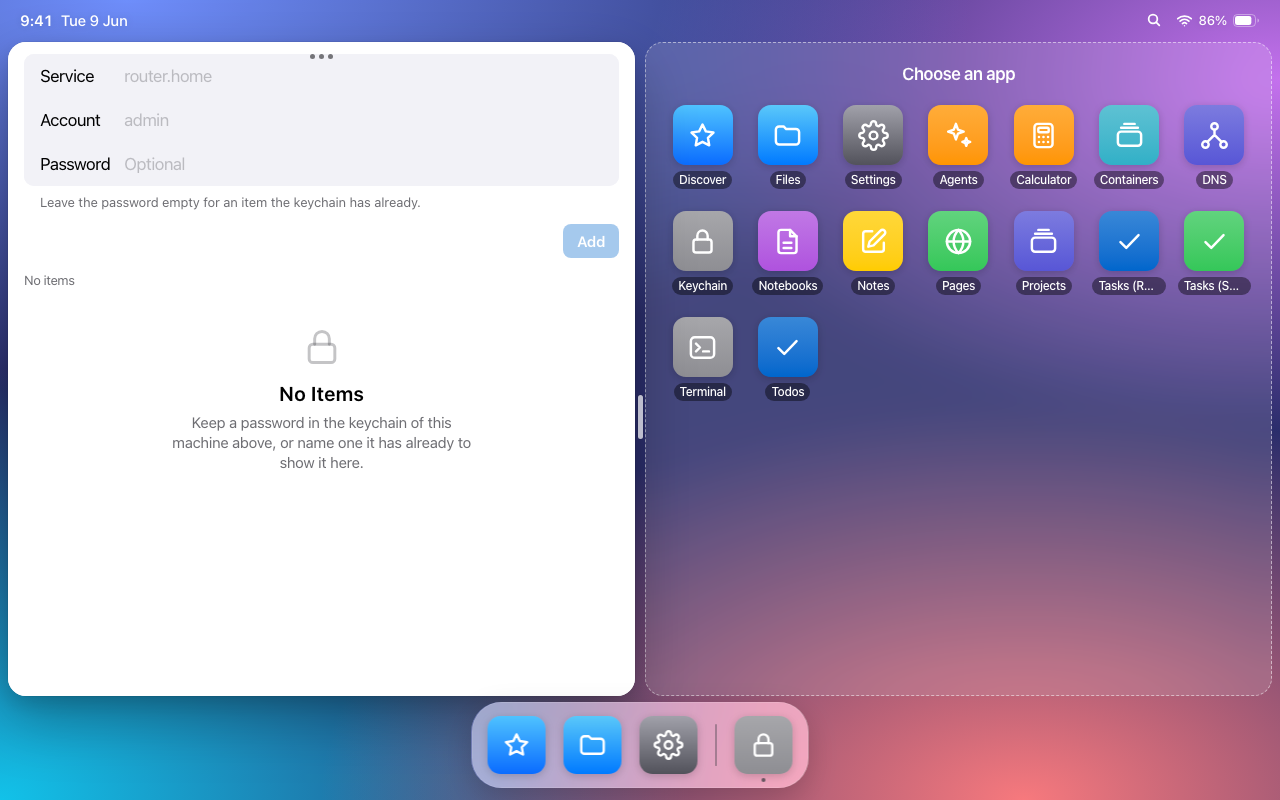 9:41 Tue 9 Jun
86%
Service router.home
Account admin
Password Optional
Leave the password empty for an item the keychain has already.
Add
No items
No Items
Keep a password in the keychain of this
machine above, or name one it has already to
show it here.
Choose an app
Discover Files Settings Agents Calculator Containers DNS
Keychain Notebooks Notes Pages Projects Tasks (R... Tasks (S...
Terminal Todos